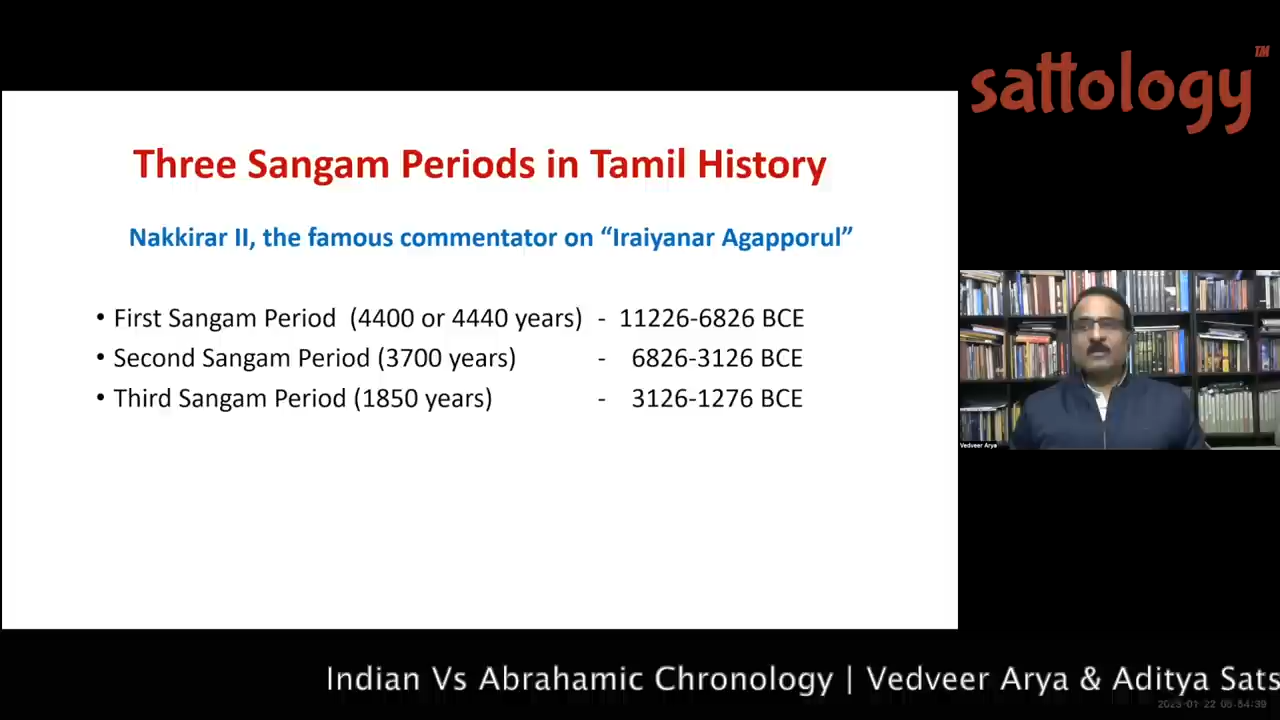 sattology™
Three Sangam Periods in Tamil History
Nakkirar II, the famous commentator on “Iraiyanar Agapporul”
• First Sangam Period (4400 or 4440 years) - 11226-6826 BCE
• Second Sangam Period (3700 years) - 6826-3126 BCE
• Third Sangam Period (1850 years) - 3126-1276 BCE
Vedveer Arya
Indian Vs Abrahamic Chronology | Vedveer Arya & Aditya Sats